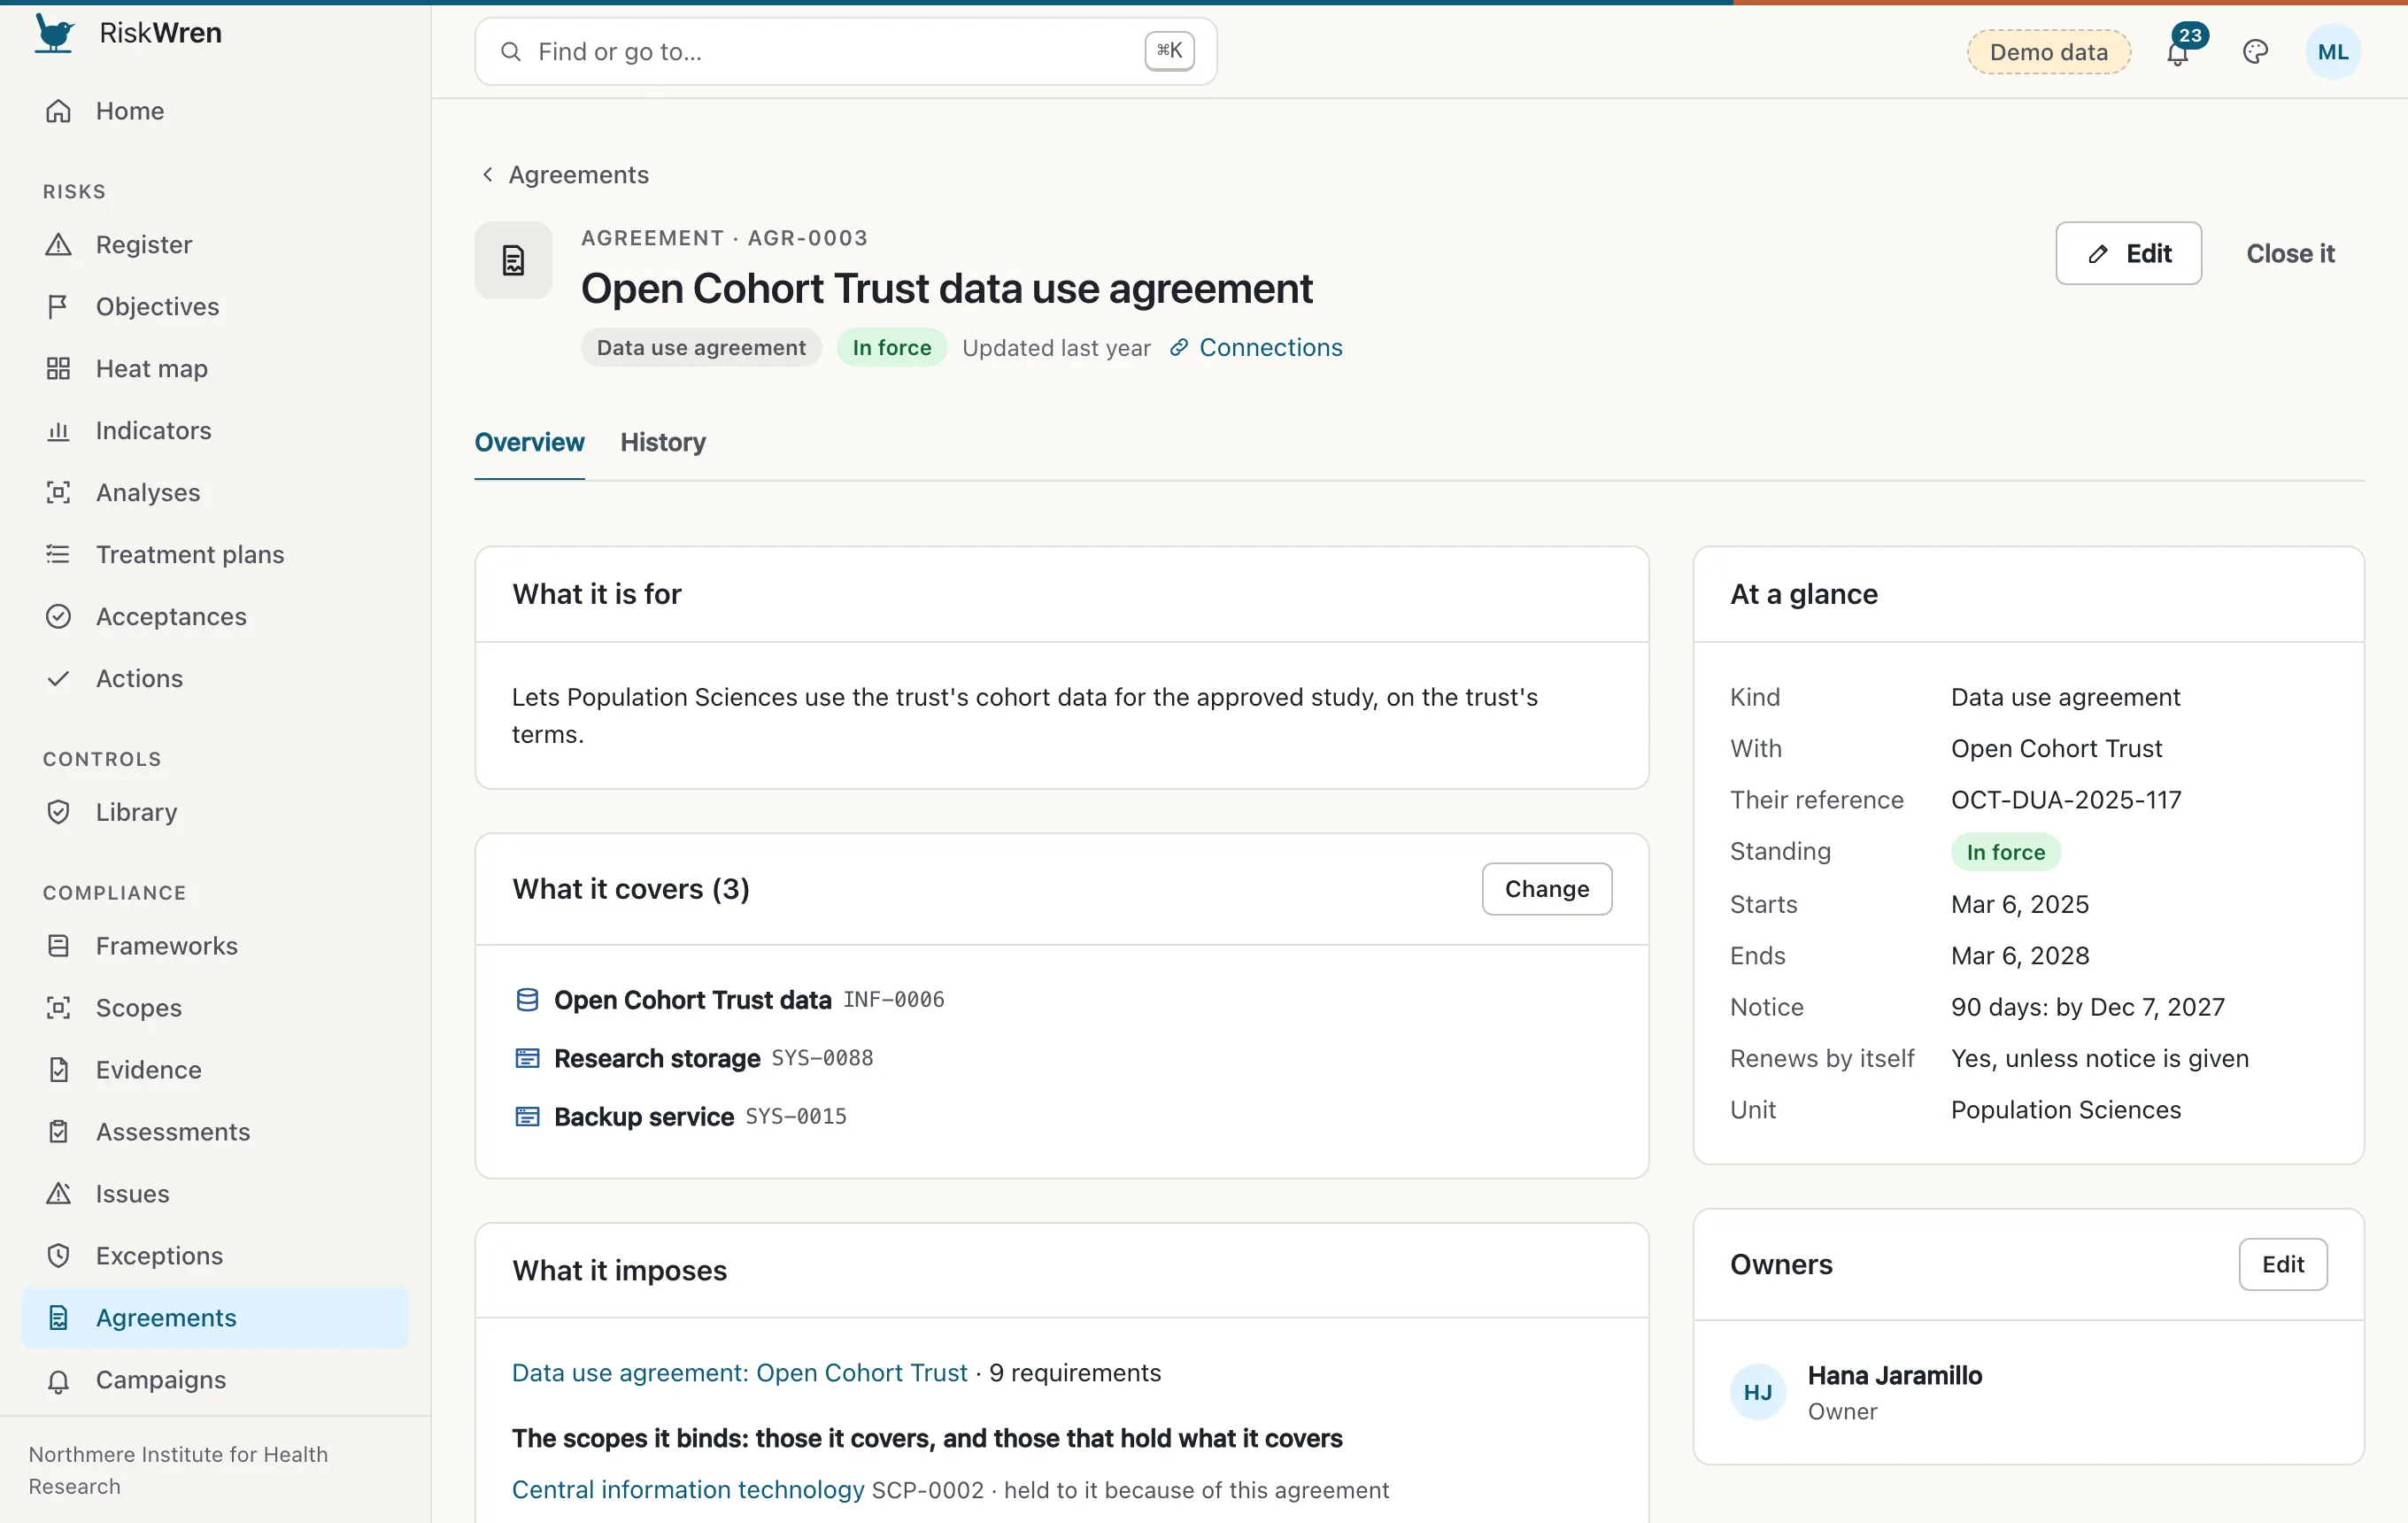 RiskWren
Find or go to...
⌘K
Demo data
23
ML
Home
RISKS
Register
Objectives
Heat map
Indicators
Analyses
Treatment plans
Acceptances
Actions
CONTROLS
Library
COMPLIANCE
Frameworks
Scopes
Evidence
Assessments
Issues
Exceptions
Agreements
Campaigns
Northmere Institute for Health
Research
Agreements
AGREEMENT · AGR-0003
Open Cohort Trust data use agreement
Data use agreement
In force
Updated last year
Connections
Edit
Close it
Overview
History
What it is for
Lets Population Sciences use the trust's cohort data for the approved study, on the trust's
terms.
What it covers (3)
Change
Open Cohort Trust data INF-0006
Research storage SYS-0088
Backup service SYS-0015
What it imposes
Data use agreement: Open Cohort Trust · 9 requirements
The scopes it binds: those it covers, and those that hold what it covers
Central information technology SCP-0002 · held to it because of this agreement
At a glance
Kind Data use agreement
With Open Cohort Trust
Their reference OCT-DUA-2025-117
Standing In force
Starts Mar 6, 2025
Ends Mar 6, 2028
Notice 90 days: by Dec 7, 2027
Renews by itself Yes, unless notice is given
Unit Population Sciences
Owners
Edit
HJ
Hana Jaramillo
Owner